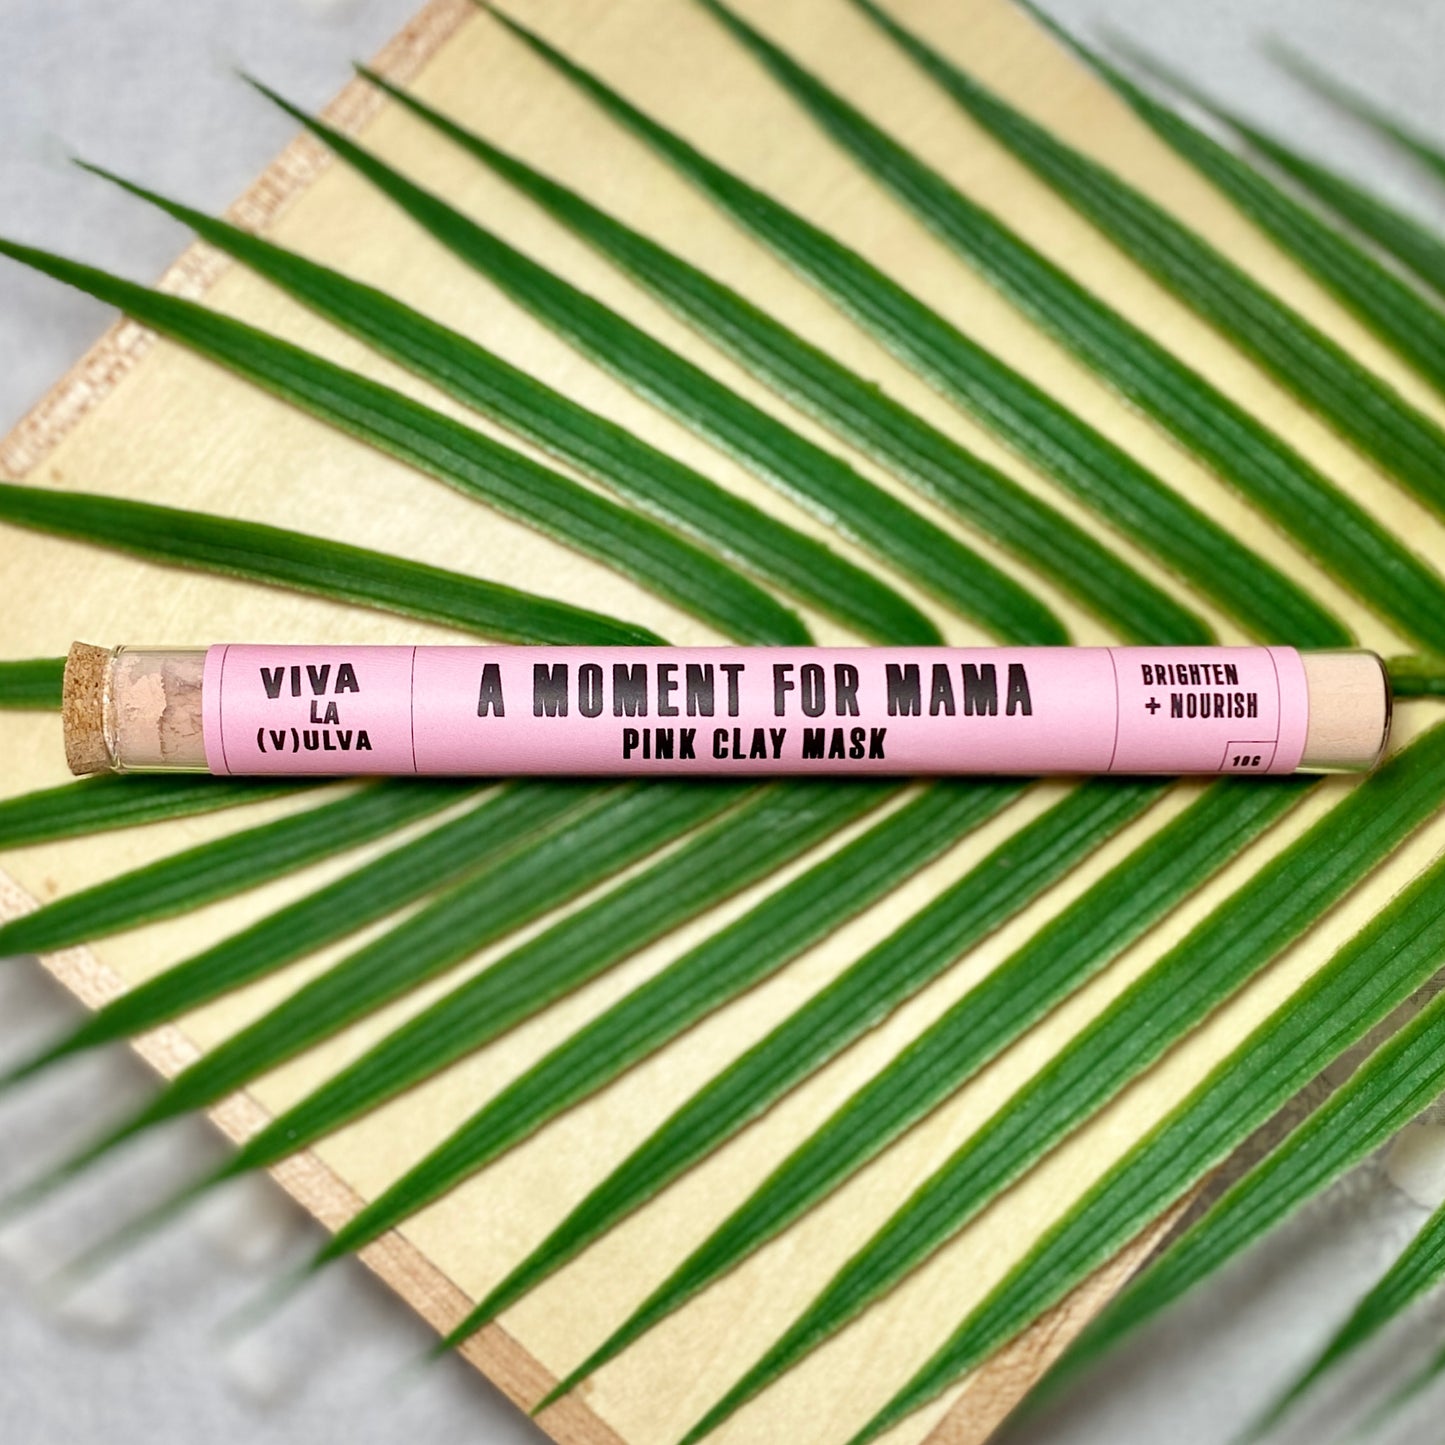 VIVA
LA
(V)ULVA
A MOMENT FOR MAMA
PINK CLAY MASK
BRIGHTEN
+ NOURISH
10G